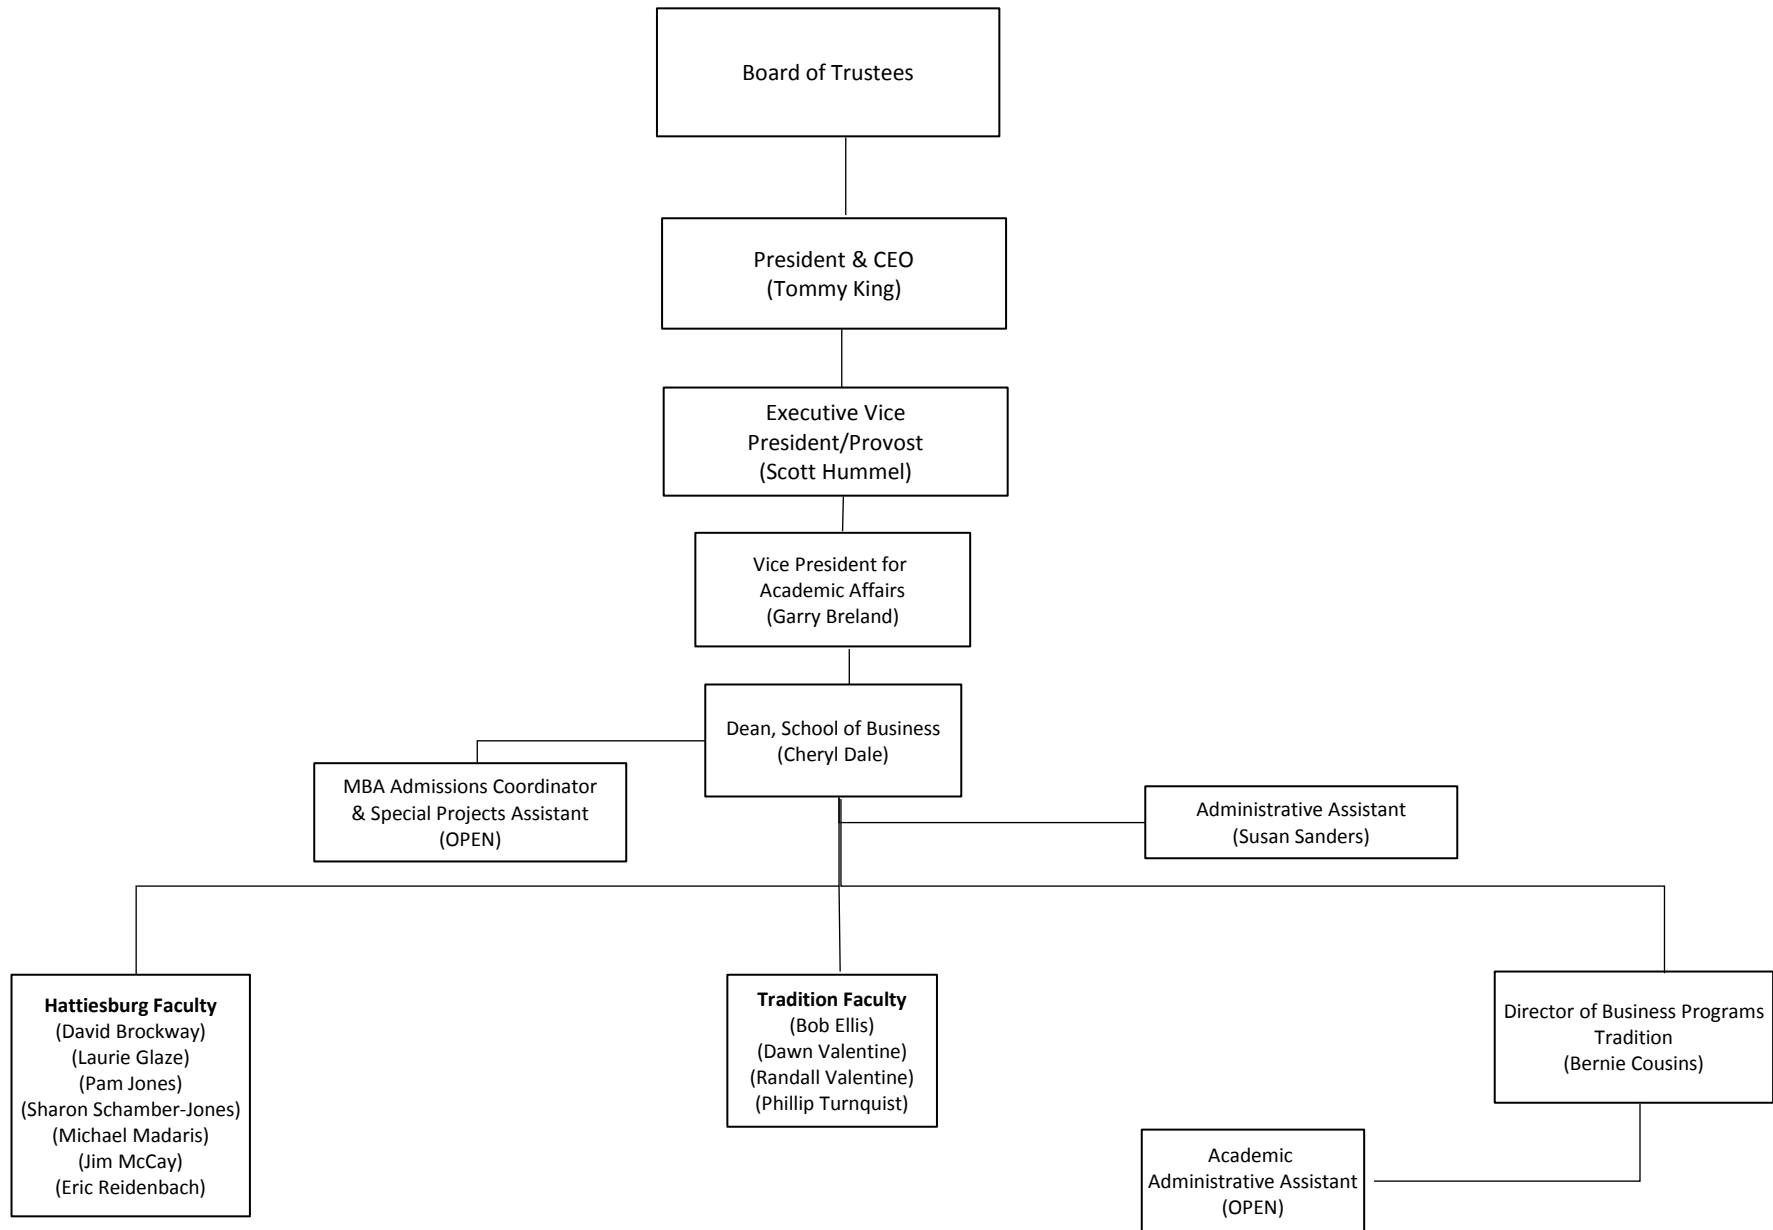 Board of Trustees
President & CEO
(Tommy King)
Executive Vice
President/Provost
(Scott Hummel)
Vice President for
Academic Affairs
(Garry Breland)
Dean, School of Business
(Cheryl Dale)
MBA Admissions Coordinator
& Special Projects Assistant
(OPEN)
Administrative Assistant
(Susan Sanders)
Hattiesburg Faculty
(David Brockway)
(Laurie Glaze)
(Pam Jones)
(Sharon Schamber-Jones)
(Michael Madaris)
(Jim McCay)
(Eric Reidenbach)
Tradition Faculty
(Bob Ellis)
(Dawn Valentine)
(Randall Valentine)
(Phillip Turnquist)
Director of Business Programs
Tradition
(Bernie Cousins)
Academic
Administrative Assistant
(OPEN)